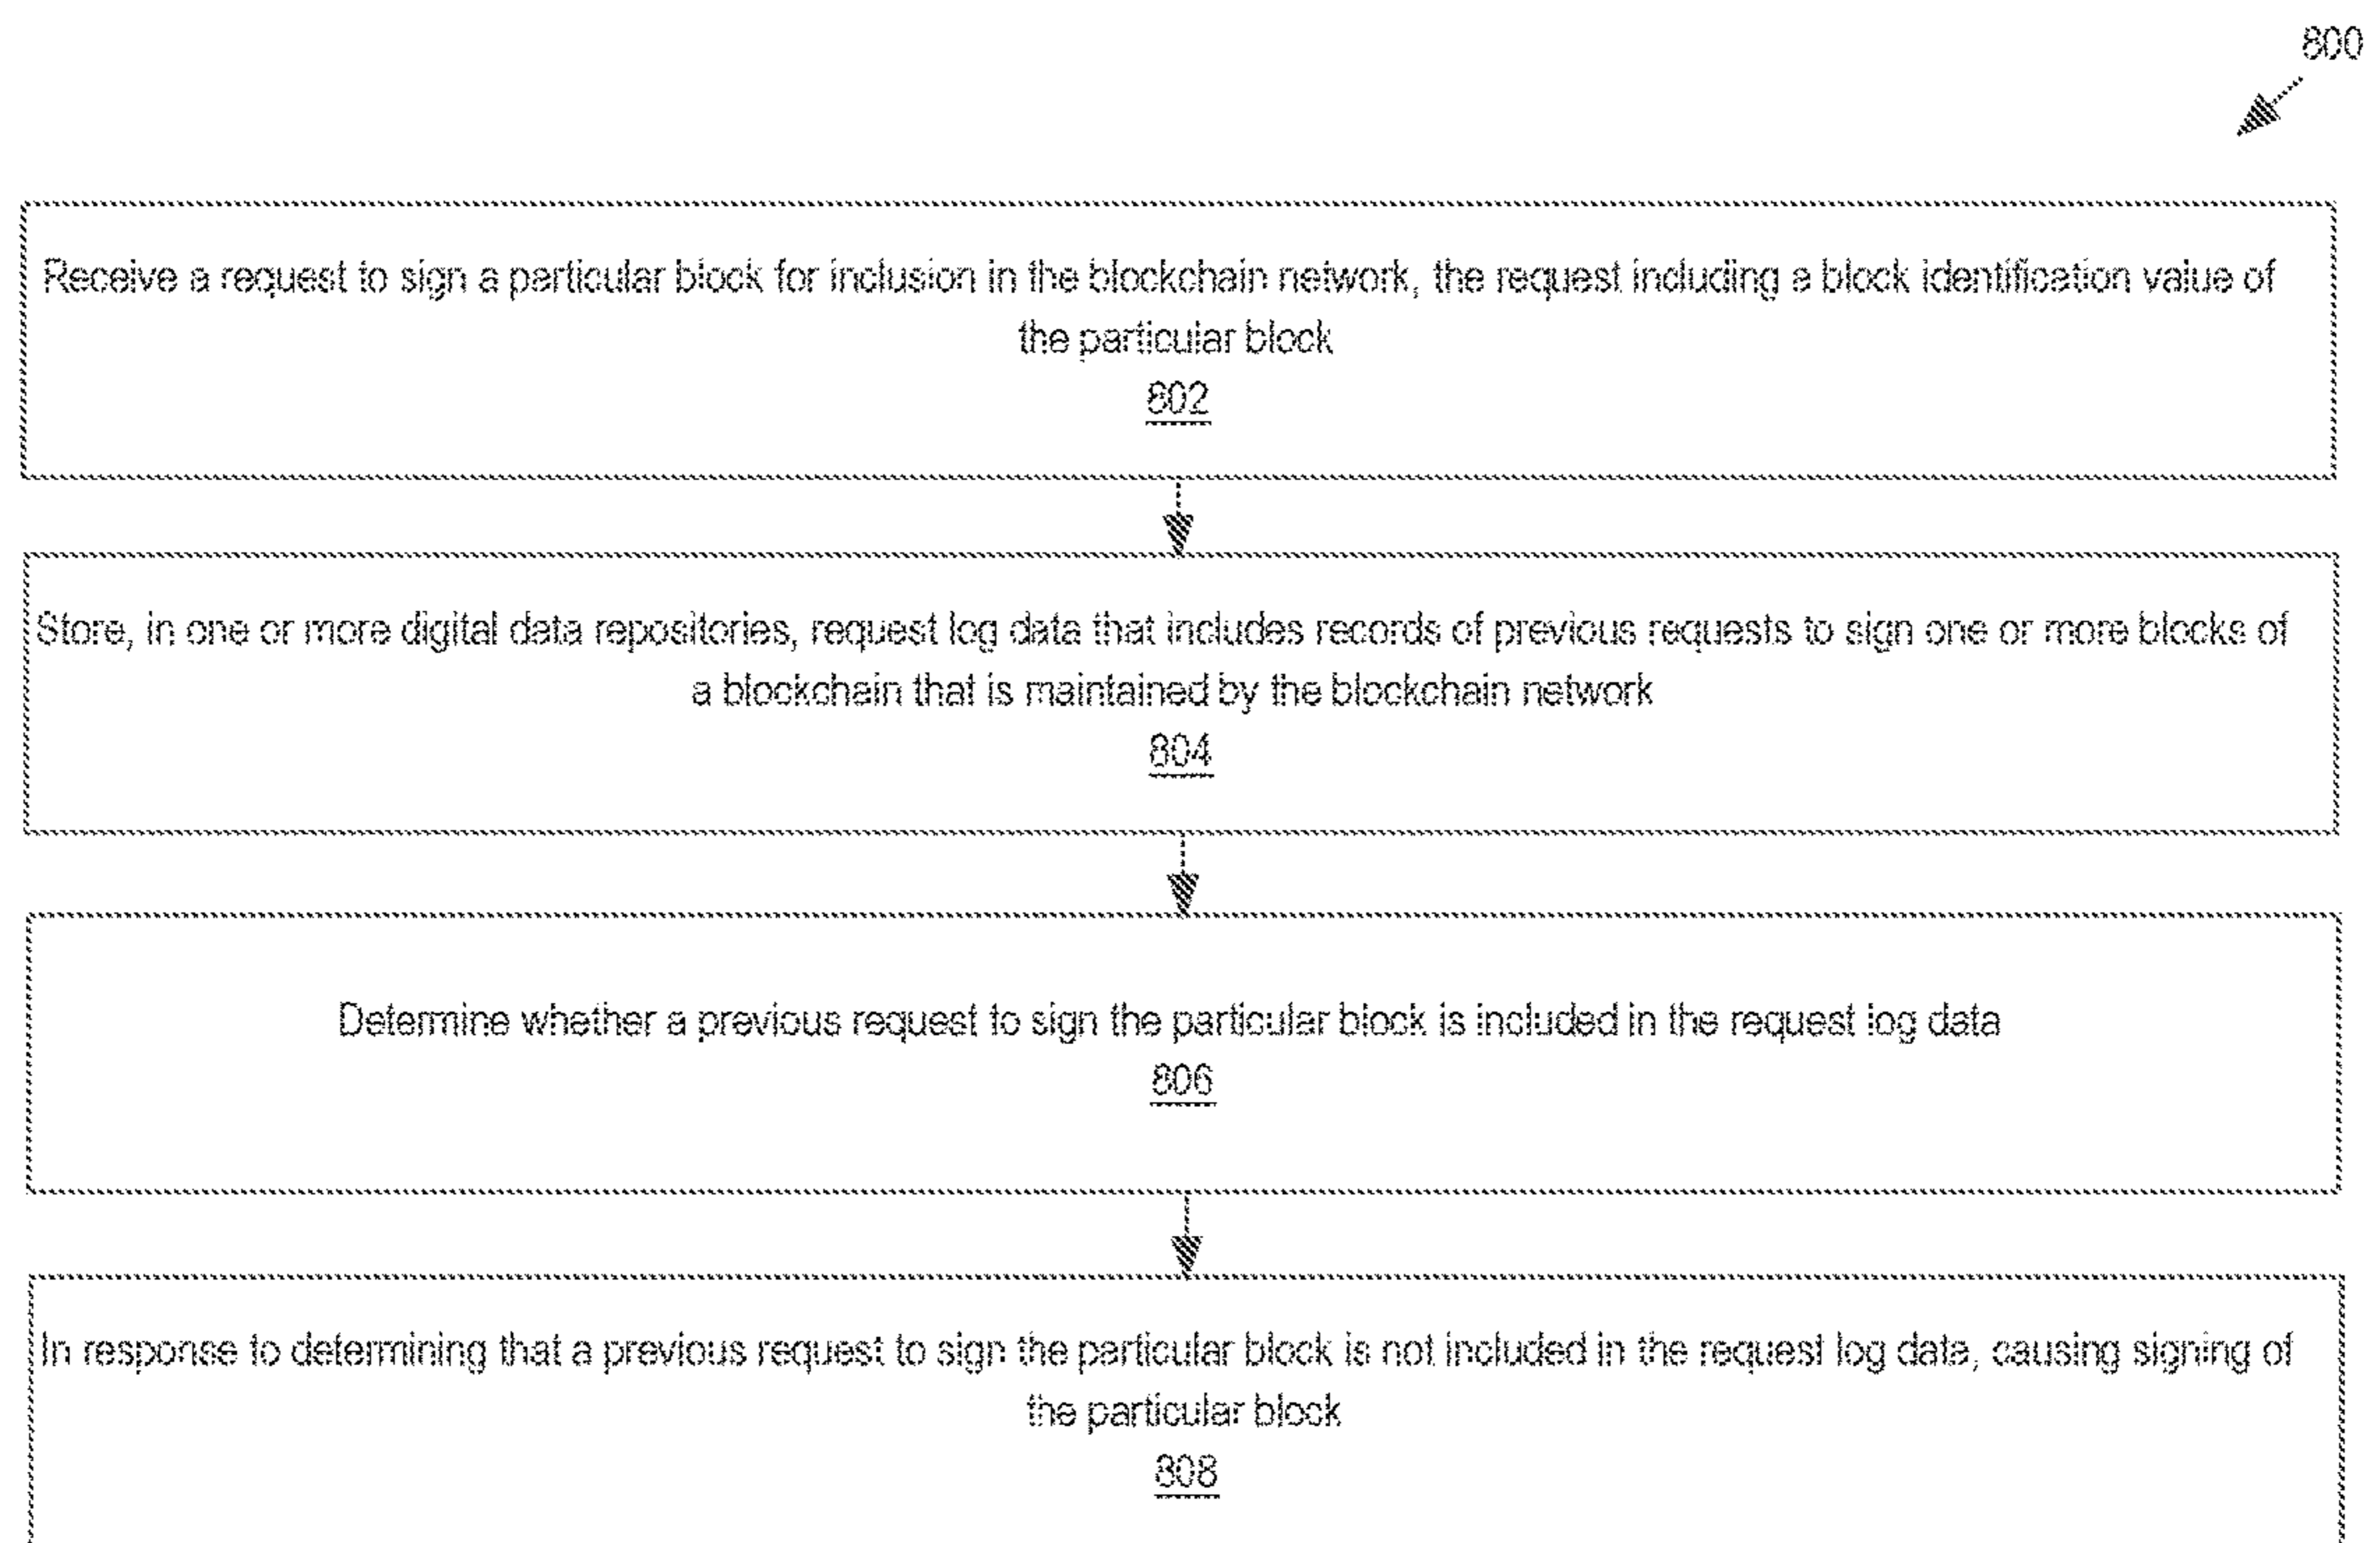 800
Receive a request to sign a particular block for inclusion in the blockchain network, the request including a block identification value of
the particular block
802
Store, in one or more digital data repositories, request log data that includes records of previous requests to sign one or more blocks of
a blockchain that is maintained by the blockchain network
804
Determine whether a previous request to sign the particular block is included in the request log data
806
In response to determining that a previous request to sign the particular block is not included in the request log data, causing signing of
the particular block
808